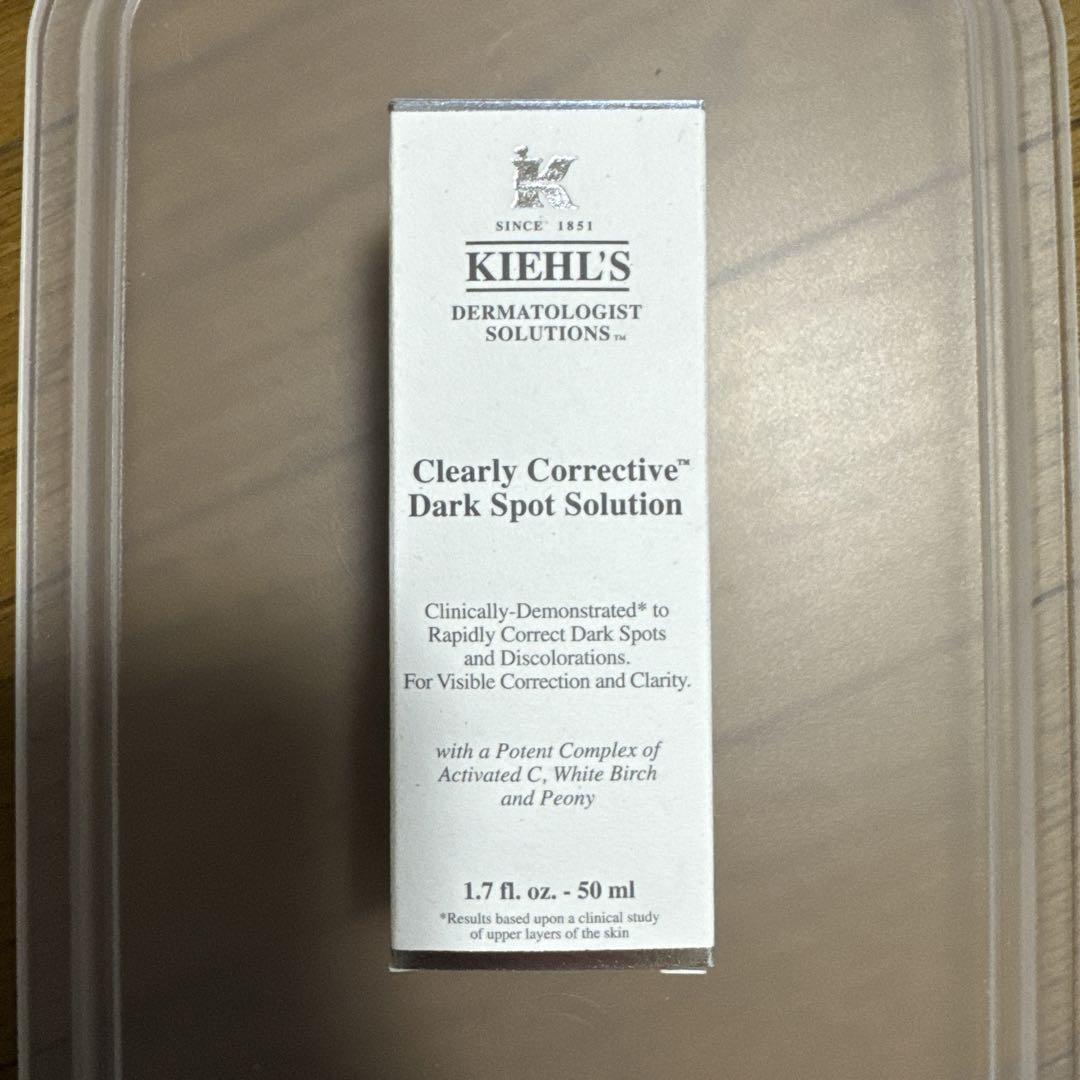 K
SINCE 1851
KIEHL'S
DERMATOLOGIST
SOLUTIONS™
Clearly Corrective™
Dark Spot Solution
Clinically-Demonstrated* to
Rapidly Correct Dark Spots
and Discolorations.
For Visible Correction and Clarity.
with a Potent Complex of
Activated C, White Birch
and Peony
1.7 fl. oz. - 50 ml
*Results based upon a clinical study
of upper layers of the skin